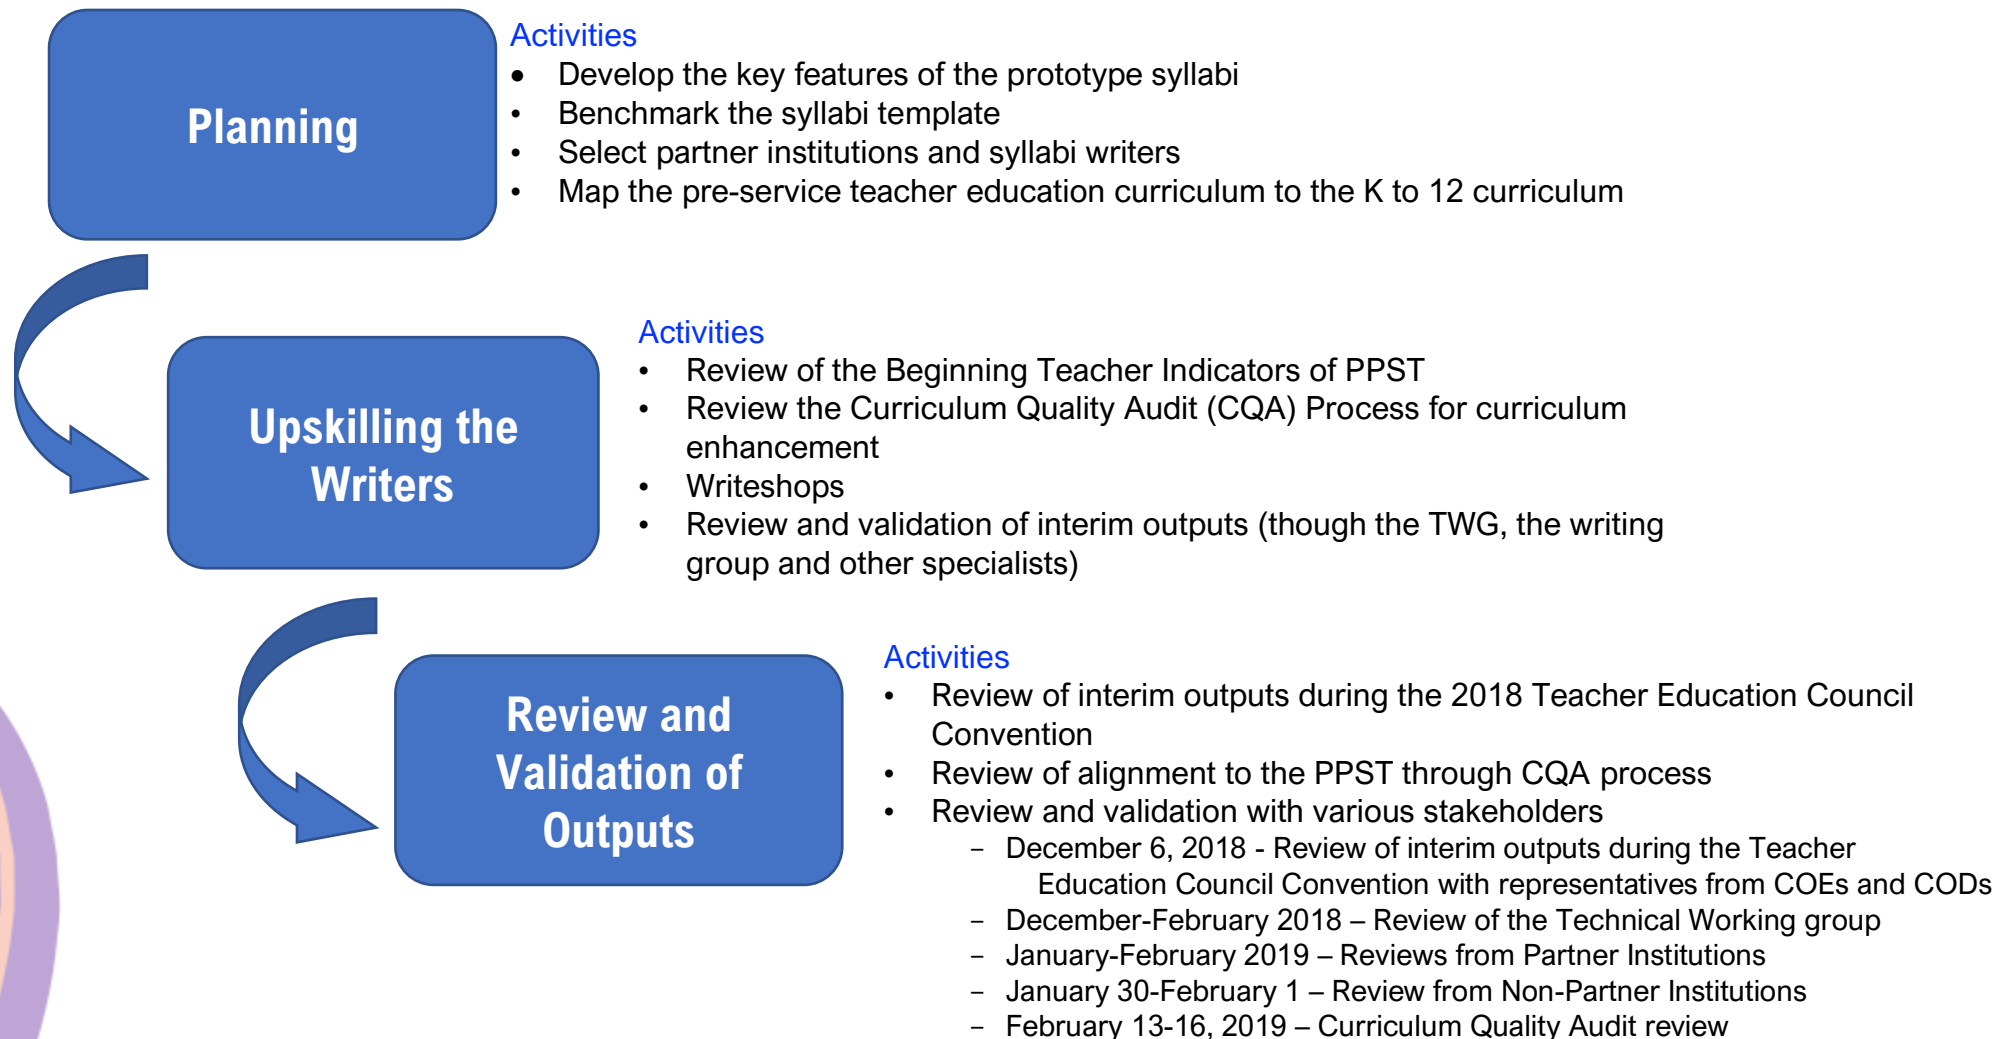 Planning
Activities
• Develop the key features of the prototype syllabi
• Benchmark the syllabi template
• Select partner institutions and syllabi writers
• Map the pre-service teacher education curriculum to the K to 12 curriculum
Upskilling the
Writers
Activities
• Review of the Beginning Teacher Indicators of PPST
• Review the Curriculum Quality Audit (CQA) Process for curriculum
enhancement
• Writeshops
• Review and validation of interim outputs (though the TWG, the writing
group and other specialists)
Review and
Validation of
Outputs
Activities
• Review of interim outputs during the 2018 Teacher Education Council
Convention
• Review of alignment to the PPST through CQA process
• Review and validation with various stakeholders
– December 6, 2018 - Review of interim outputs during the Teacher
Education Council Convention with representatives from COEs and CODs
– December-February 2018 – Review of the Technical Working group
– January-February 2019 – Reviews from Partner Institutions
– January 30-February 1 – Review from Non-Partner Institutions
– February 13-16, 2019 – Curriculum Quality Audit review